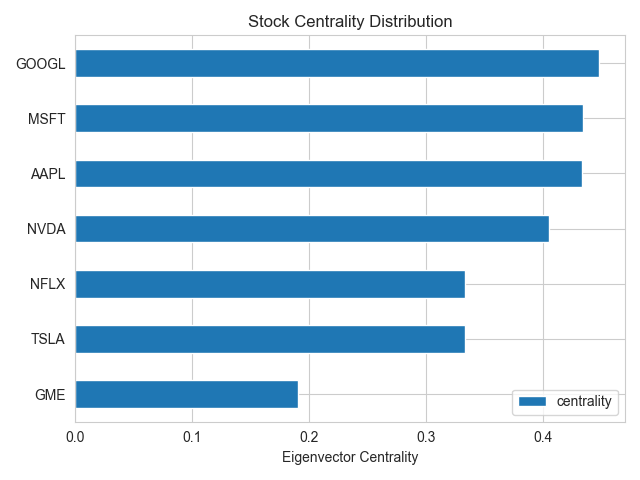 Stock Centrality Distribution
GOOGL
MSFT
AAPL
NVDA
NFLX
TSLA
GME
centrality
0.0 0.1 0.2 0.3 0.4
Eigenvector Centrality